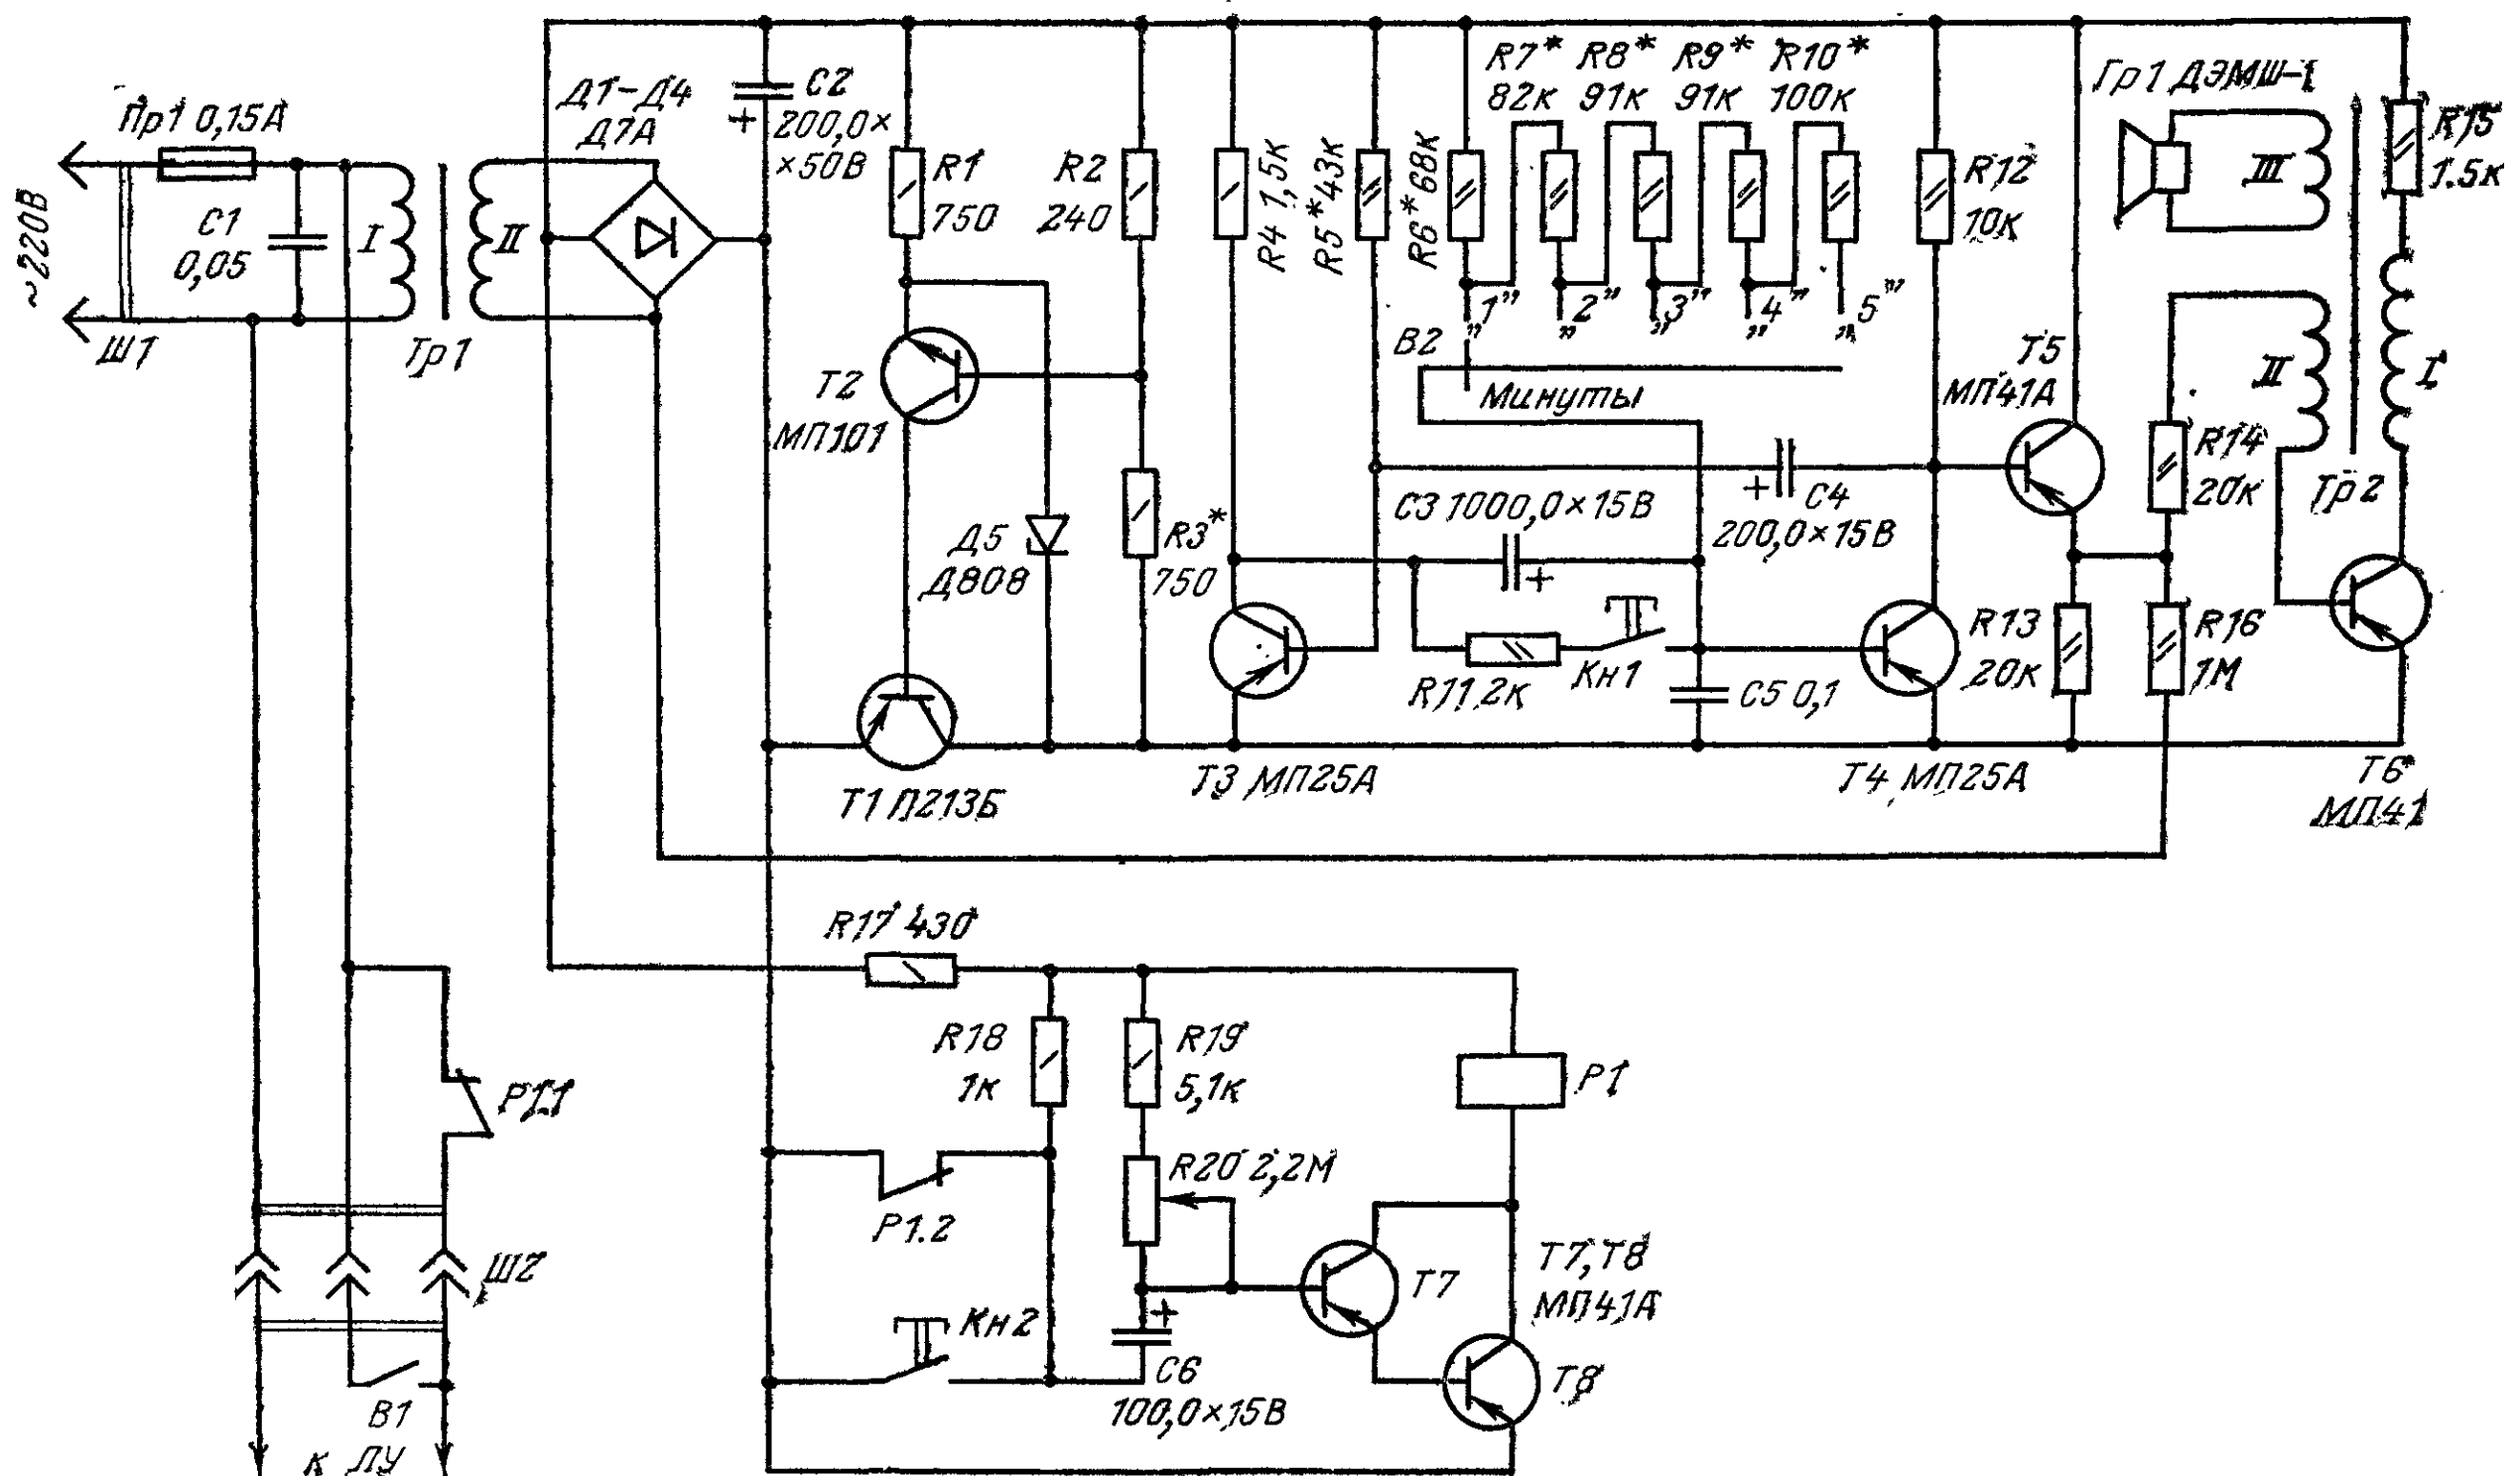 Пр1 0,15А
~220В
С1
0,05
Ш1
I
II
Тр1
Д1-Д4
Д7А
С2
+ 200,0×
×50В
R1
750
R2
240
R4 1,5к
R5*43к
R6*68к
R7* R8* R9* R10*
82к 91к 91к 100к
„1” „2” „3” „4” „5”
В2
Минуты
R12
10к
Гр1 ДЭМШ-1
III
R15
1.5к
II
I
Т5
МП41А
R14
20к
Тр2
Т2
МП101
Д5
Д808
R3*
750
С3 1000,0×15В
+
+ С4
200,0×15В
R11 2к
Кн1
С5 0,1
R13
20к
R16
1М
Т1 П213Б
Т3 МП25А
Т4 МП25А
Т6
МП41
R17 430
R18
1к
R19
5,1к
Р1
Р1.1
R20 2,2М
Р1.2
Ш2
Кн2
+
С6
100,0×15В
Т7
Т7,Т8
МП41А
Т8
В1
К ЛУ